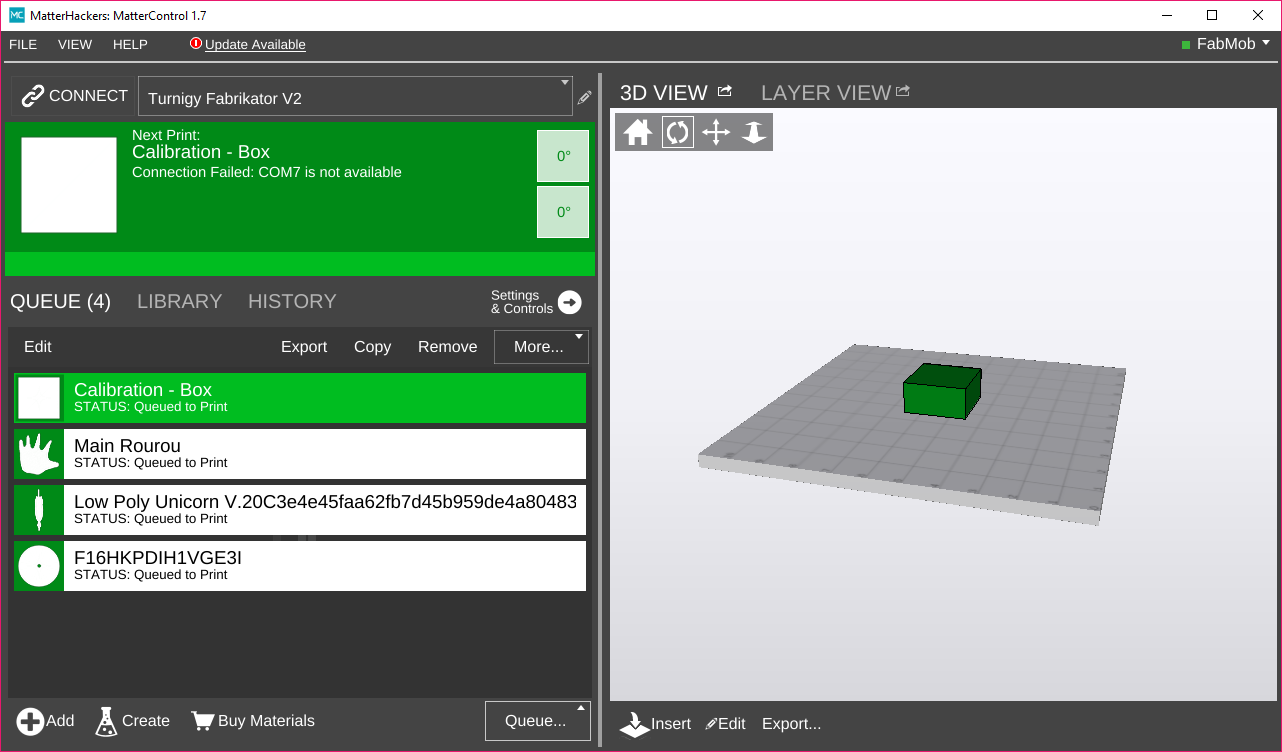 MC MatterHackers: MatterControl 1.7
FILE VIEW HELP Update Available FabMob
CONNECT Turnigy Fabrikator V2
Next Print:
Calibration - Box
Connection Failed: COM7 is not available
0°
0°
QUEUE (4) LIBRARY HISTORY
Settings
& Controls
Edit Export Copy Remove More...
Calibration - Box
STATUS: Queued to Print
Main Rourou
STATUS: Queued to Print
Low Poly Unicorn V.20C3e4e45faa62fb7d45b959de4a80483
STATUS: Queued to Print
F16HKPDIH1VGE3I
STATUS: Queued to Print
Add Create Buy Materials Queue...
3D VIEW LAYER VIEW
Insert Edit Export...